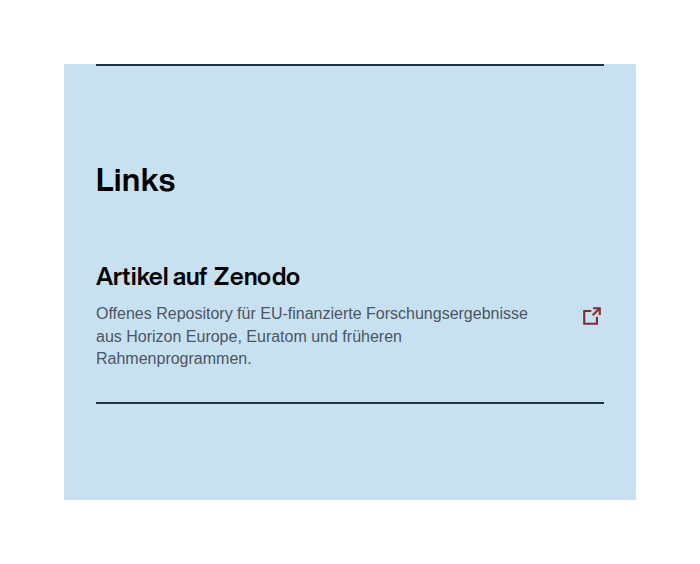 Links
Artikel auf Zenodo
Offenes Repository für EU-finanzierte Forschungsergebnisse
aus Horizon Europe, Euratom und früheren
Rahmenprogrammen.